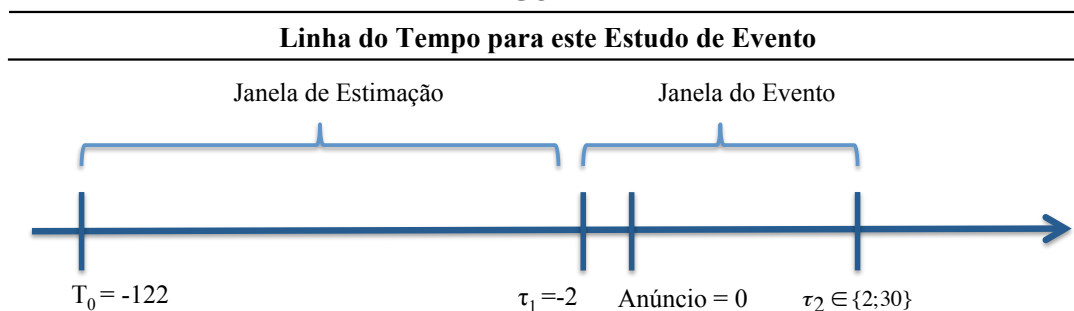 Linha do Tempo para este Estudo de Evento
Janela de Estimação Janela do Evento
T₀ = -122 τ₁ =-2 Anúncio = 0 τ₂ ∈ {2;30}